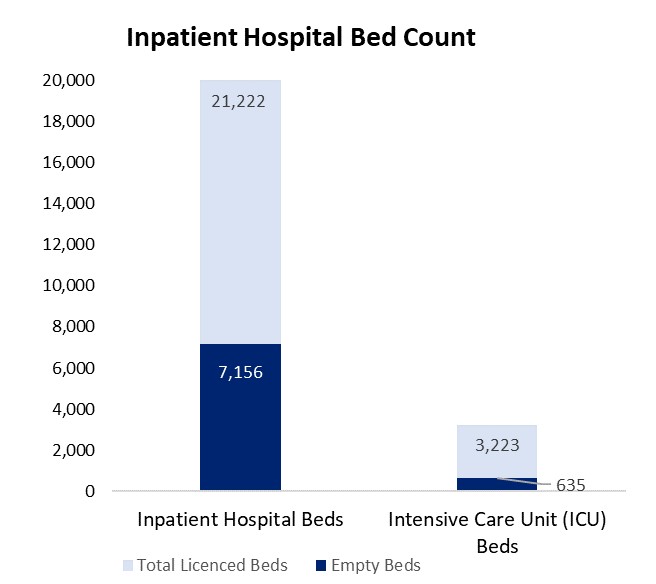 Inpatient Hospital Bed Count
20,000
18,000
16,000
14,000
12,000
10,000
8,000
6,000
4,000
2,000
0
21,222
7,156
3,223
635
Inpatient Hospital Beds
Intensive Care Unit (ICU)
Beds
Total Licenced Beds
Empty Beds